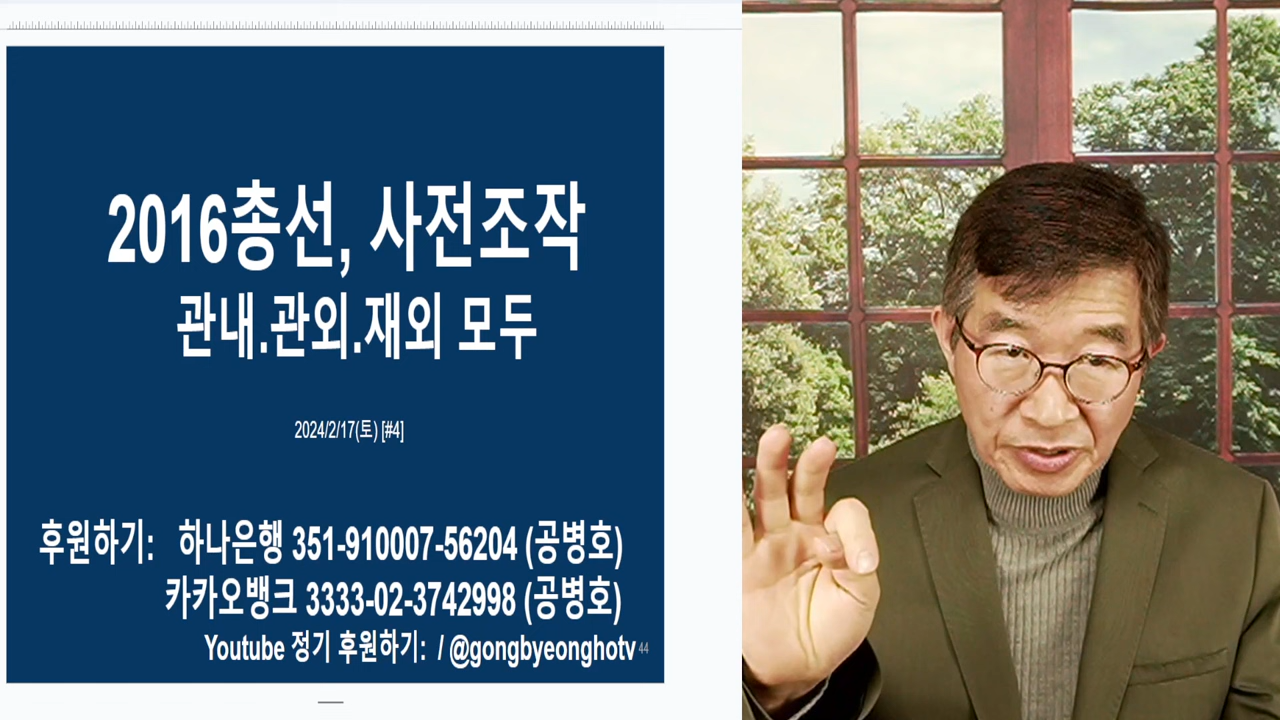 2016총선, 사전조작
관내.관외.재외 모두
2024/2/17(토) [#4]
후원하기: 하나은행 351-910007-56204 (공병호)
카카오뱅크 3333-02-3742998 (공병호)
Youtube 정기 후원하기: / @gongbyeonghotv
44